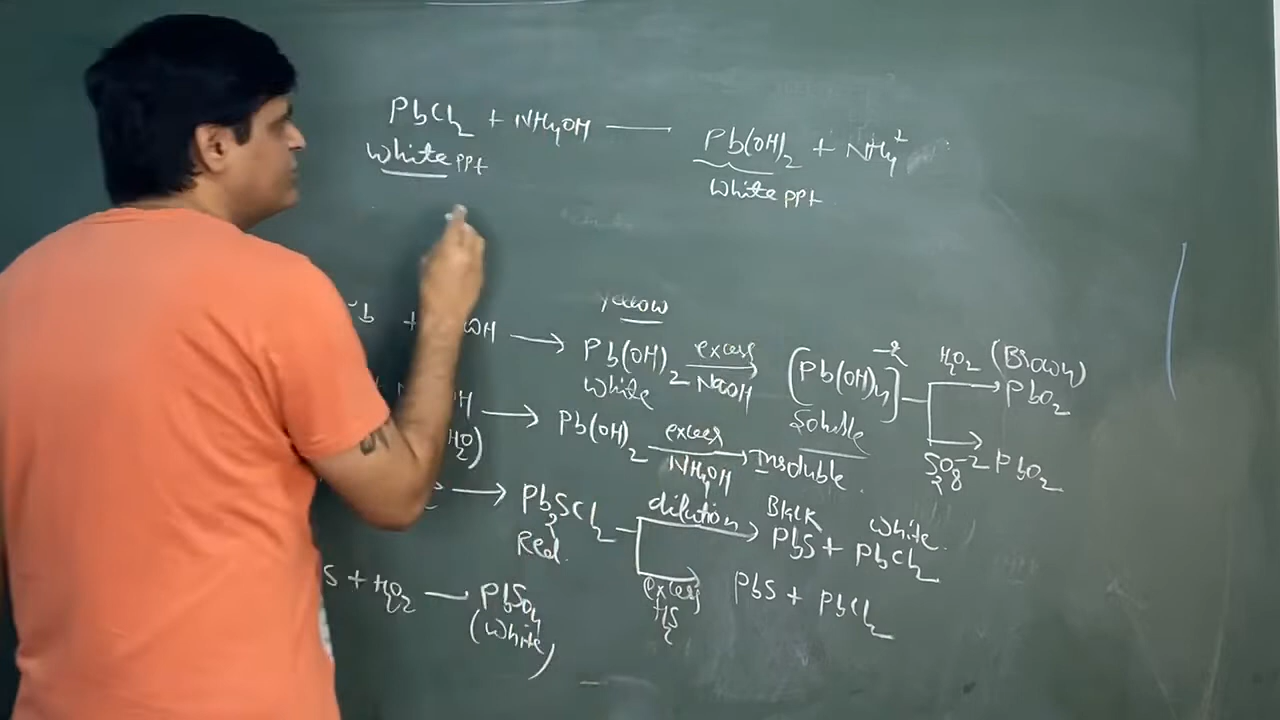 PbCl2 + NH4OH —— Pb(OH)2 + NH4
White ppt White ppt
yellow
+ OH → Pb(OH)2 excess NaOH → [Pb(OH)4]-2 H2O2 → (Brown) PbO2
White Soluble S2O8-2 → PbO2
→ Pb(OH)2 excess NH4OH → Insoluble.
(H2O)
→ Pb2SCl2 dilution → Black PbS + White PbCl2
Red. excess H2S → PbS + PbCl2
S + H2O2 —— PbSO4
(White)